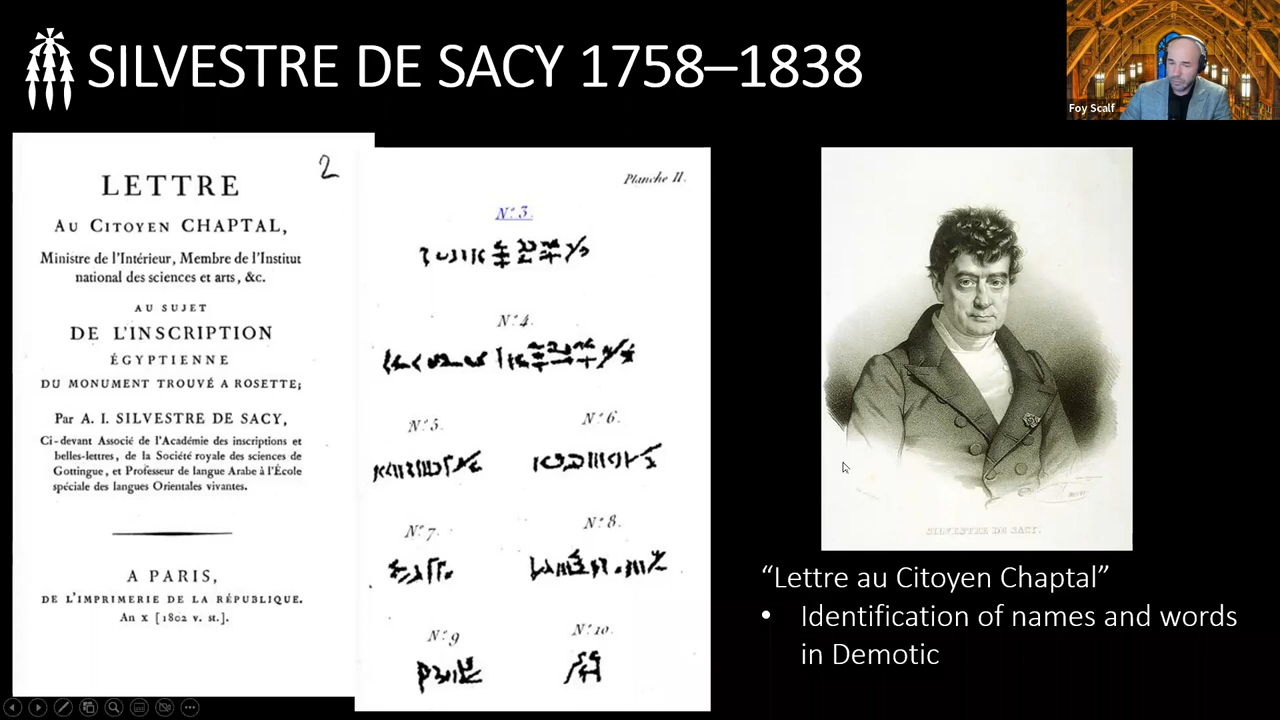 SILVESTRE DE SACY 1758–1838
Foy Scalf
2
LETTRE
AU CITOYEN CHAPTAL,
Ministre de l'Intérieur, Membre de l'Institut
national des sciences et arts, &c.
AU SUJET
DE L'INSCRIPTION
ÉGYPTIENNE
DU MONUMENT TROUVÉ A ROSETTE;
Par A. I. SILVESTRE DE SACY,
Ci-devant Associé de l'Académie des inscriptions et
belles-lettres, de la Société royale des sciences de
Gottingue, et Professeur de langue Arabe à l'École
spéciale des langues Orientales vivantes.
A PARIS,
DE L'IMPRIMERIE DE LA RÉPUBLIQUE.
An X [1802 v. st.].
Planche II.
N.º 3.
N.º 4.
N.º 5.
N.º 6.
N.º 7.
N.º 8.
N.º 9
N.º 10.
SILVESTER DE SACY.
“Lettre au Citoyen Chaptal”
• Identification of names and words
in Demotic